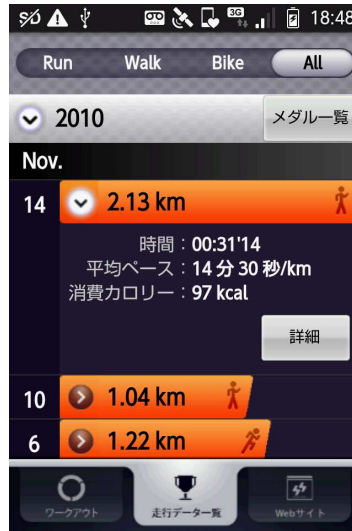 3G 18:48
Run Walk Bike All
2010 メダル一覧
Nov.
14 2.13 km
時間：00:31'14
平均ペース：14 分 30 秒/km
消費カロリー：97 kcal
詳細
10 1.04 km
6 1.22 km
ワークアウト 走行データ一覧 Webサイト